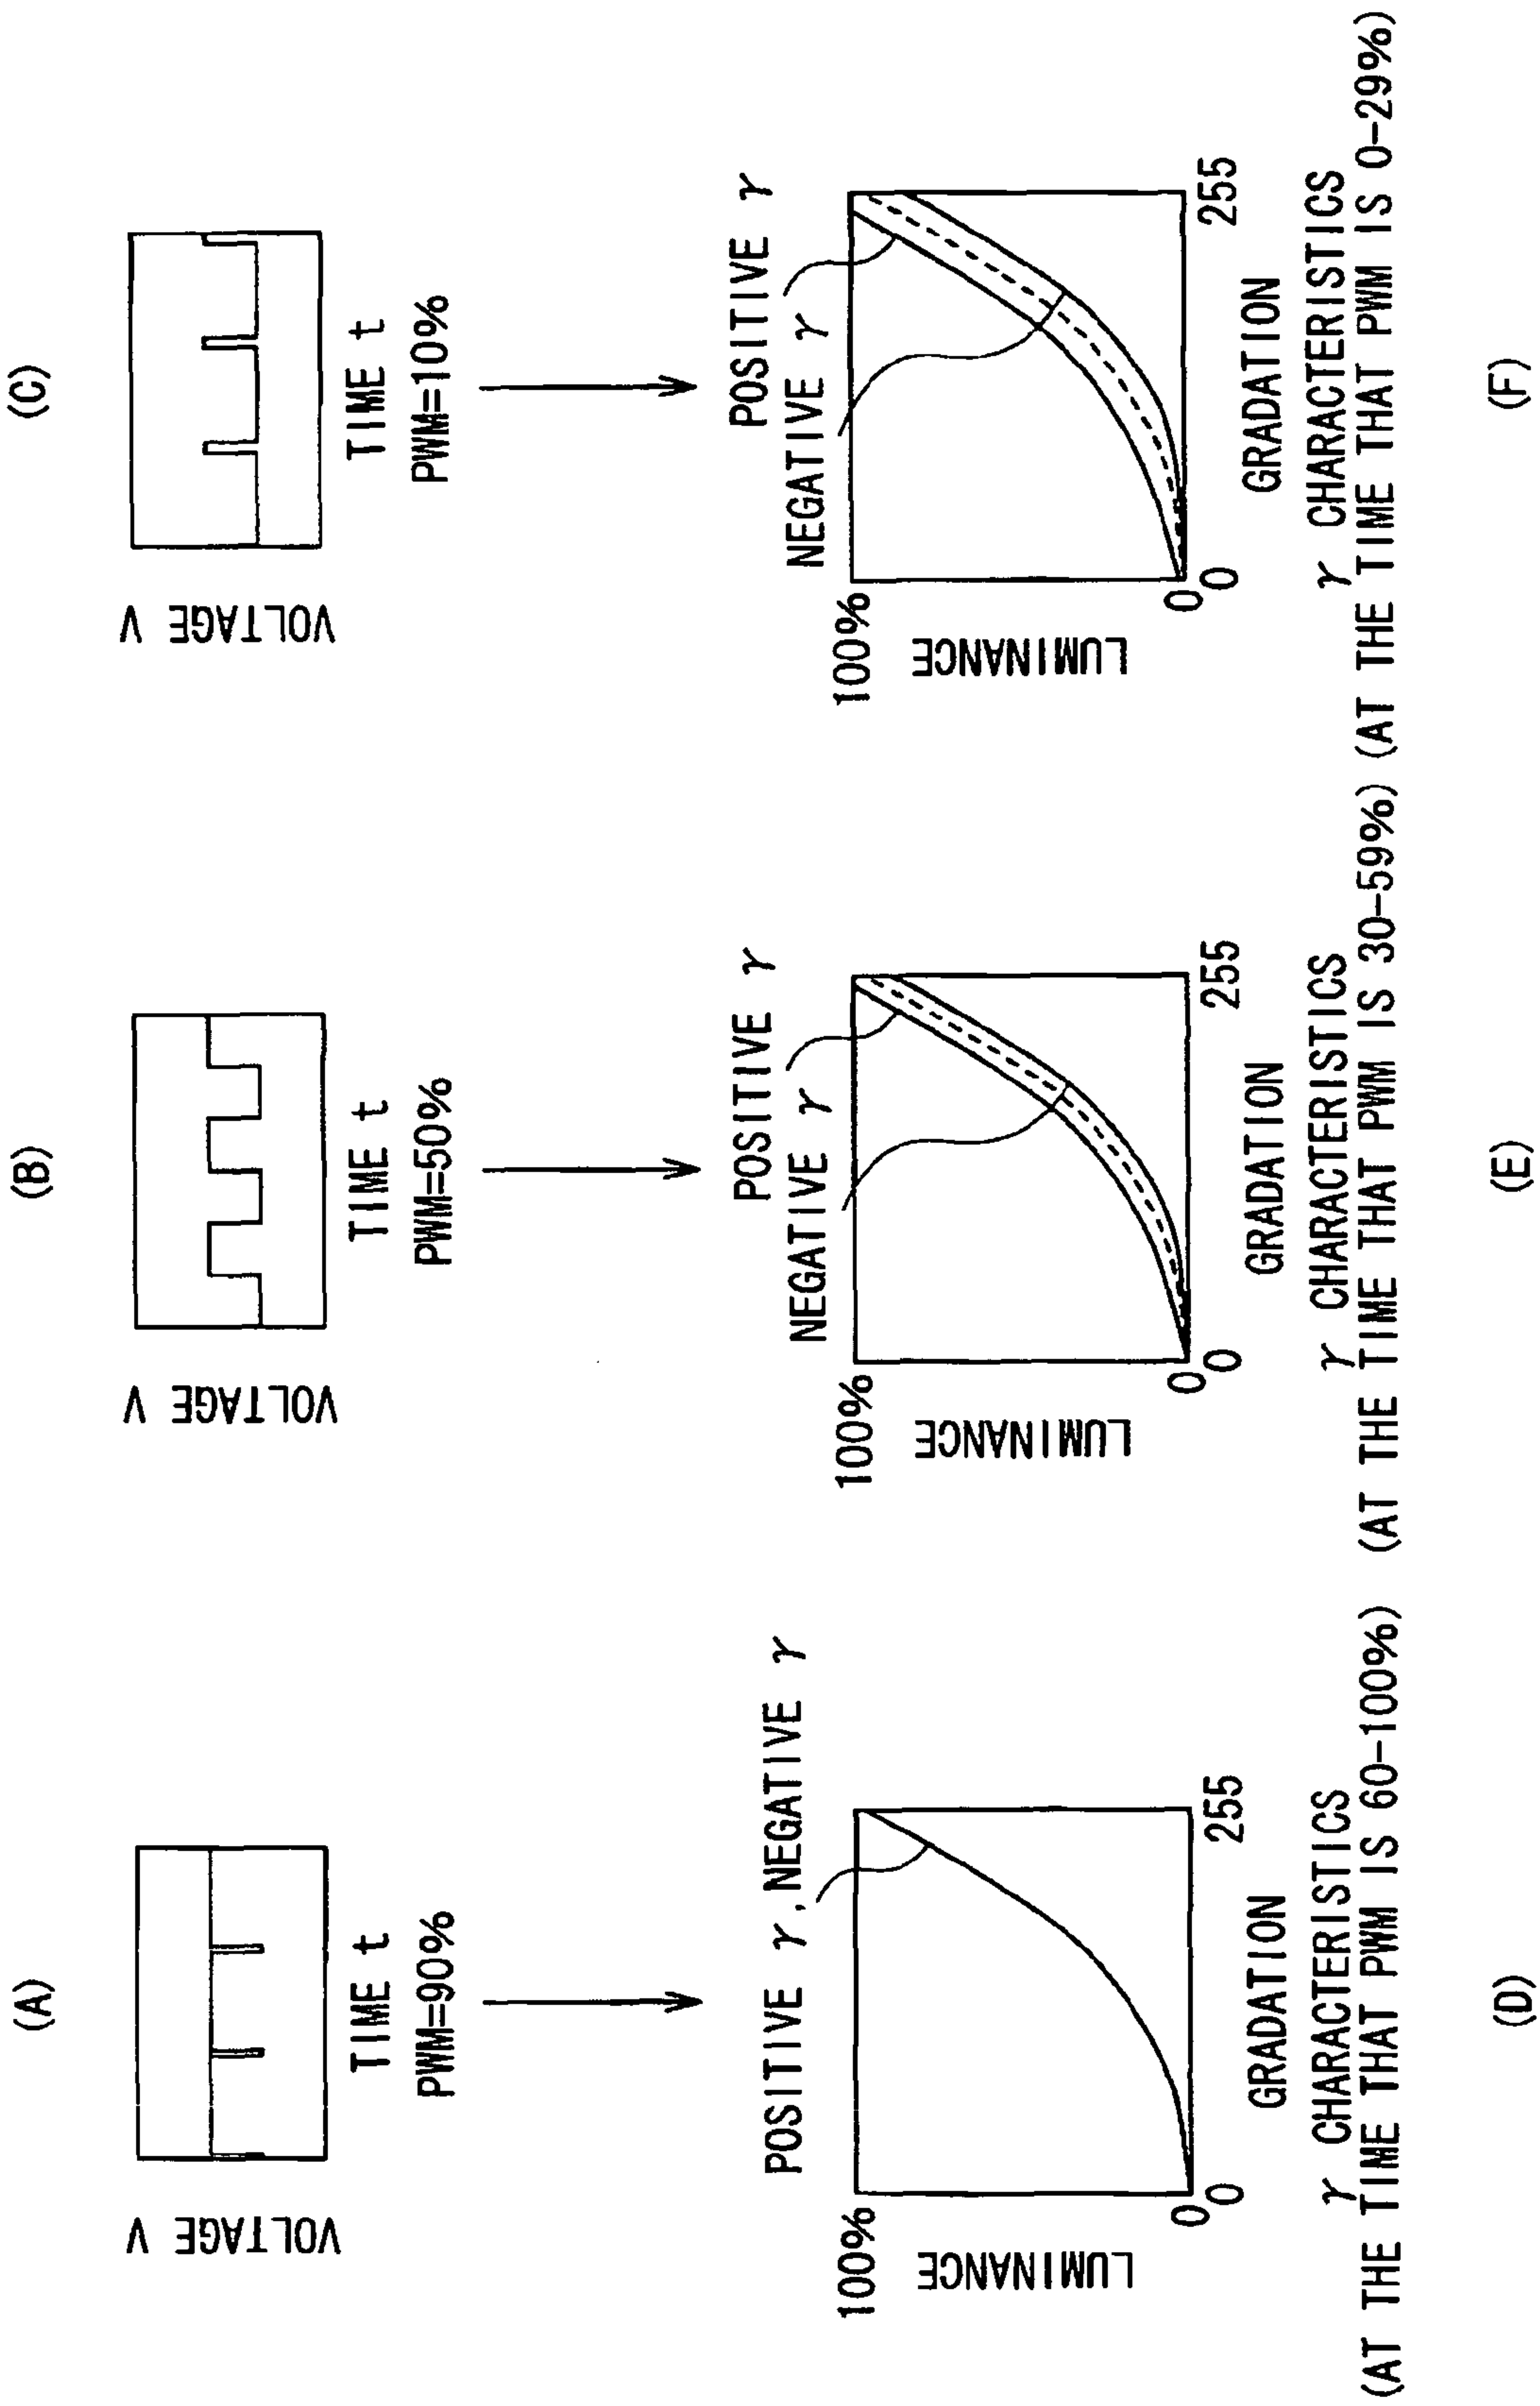 (A)
VOLTAGE V
TIME t
PWM=90%
(B)
VOLTAGE V
TIME t
PWM=50%
(C)
VOLTAGE V
TIME t
PWM=10%
POSITIVE γ, NEGATIVE γ
100%
LUMINANCE
0
0
255
GRADATION
γ CHARACTERISTICS
(AT THE TIME THAT PWM IS 60-100%)
(D)
POSITIVE γ
NEGATIVE γ
100%
LUMINANCE
0
0
255
GRADATION
γ CHARACTERISTICS
(AT THE TIME THAT PWM IS 30-59%)
(E)
POSITIVE γ
NEGATIVE γ
100%
LUMINANCE
0
0
255
GRADATION
γ CHARACTERISTICS
(AT THE TIME THAT PWM IS 0-29%)
(F)